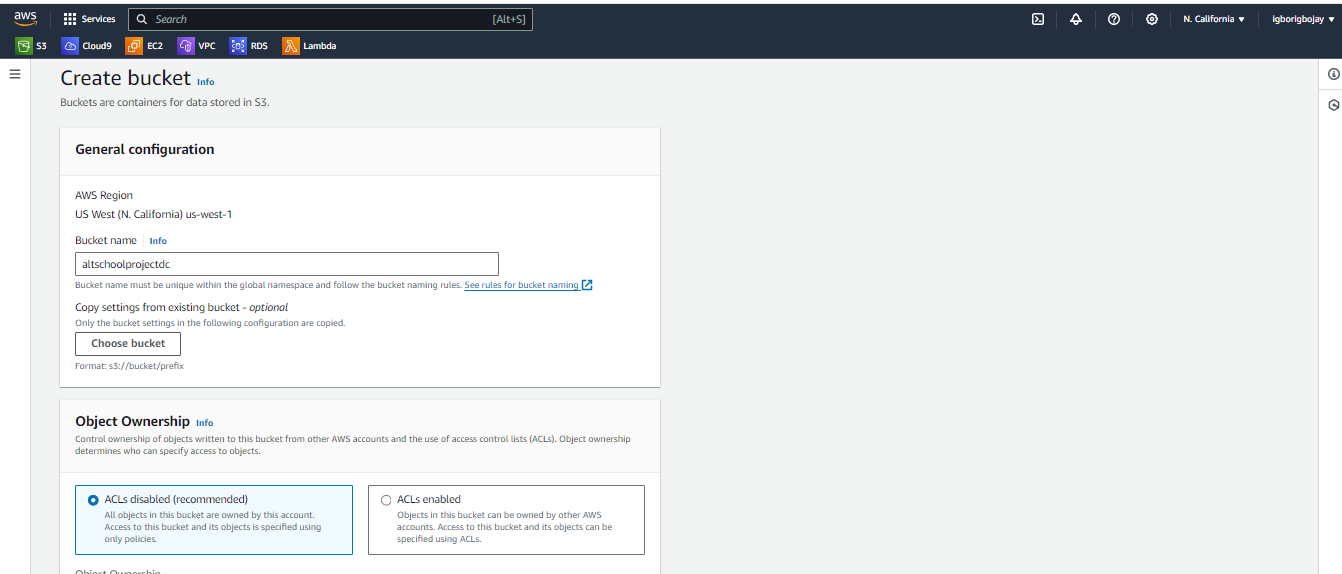 aws
Services
Search
[Alt+S]
N. California ▼
igborigbojay ▼
S3
Cloud9
EC2
VPC
RDS
Lambda
Create bucket Info
Buckets are containers for data stored in S3.
General configuration
AWS Region
US West (N. California) us-west-1
Bucket name Info
altschoolprojectdc
Bucket name must be unique within the global namespace and follow the bucket naming rules. See rules for bucket naming
Copy settings from existing bucket - optional
Only the bucket settings in the following configuration are copied.
Choose bucket
Format: s3://bucket/prefix
Object Ownership Info
Control ownership of objects written to this bucket from other AWS accounts and the use of access control lists (ACLs). Object ownership
determines who can specify access to objects.
ACLs disabled (recommended)
All objects in this bucket are owned by this account.
Access to this bucket and its objects is specified using
only policies.
ACLs enabled
Objects in this bucket can be owned by other AWS
accounts. Access to this bucket and its objects can be
specified using ACLs.
Object Ownership